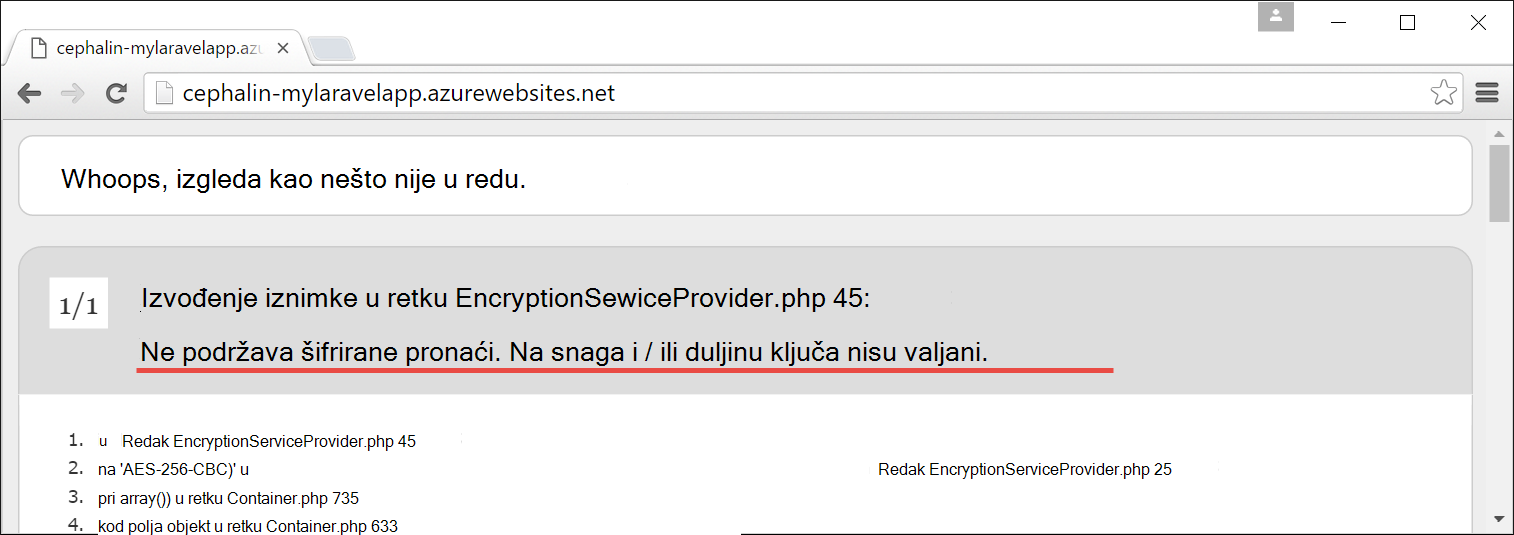 cephalin-mylaravelapp.az
cephalin-mylaravelapp.azurewebsites.net
Whoops, izgleda kao nešto nije u redu.
1/1
Izvođenje iznimke u retku EncryptionSewiceProvider.php 45:
Ne podržava šifrirane pronaći. Na snaga i / ili duljinu ključa nisu valjani.
1. u Redak EncryptionServiceProvider.php 45
2. na 'AES-256-CBC)' u Redak EncryptionServiceProvider.php 25
3. pri array()) u retku Container.php 735
4. kod polja objekt u retku Container.php 633